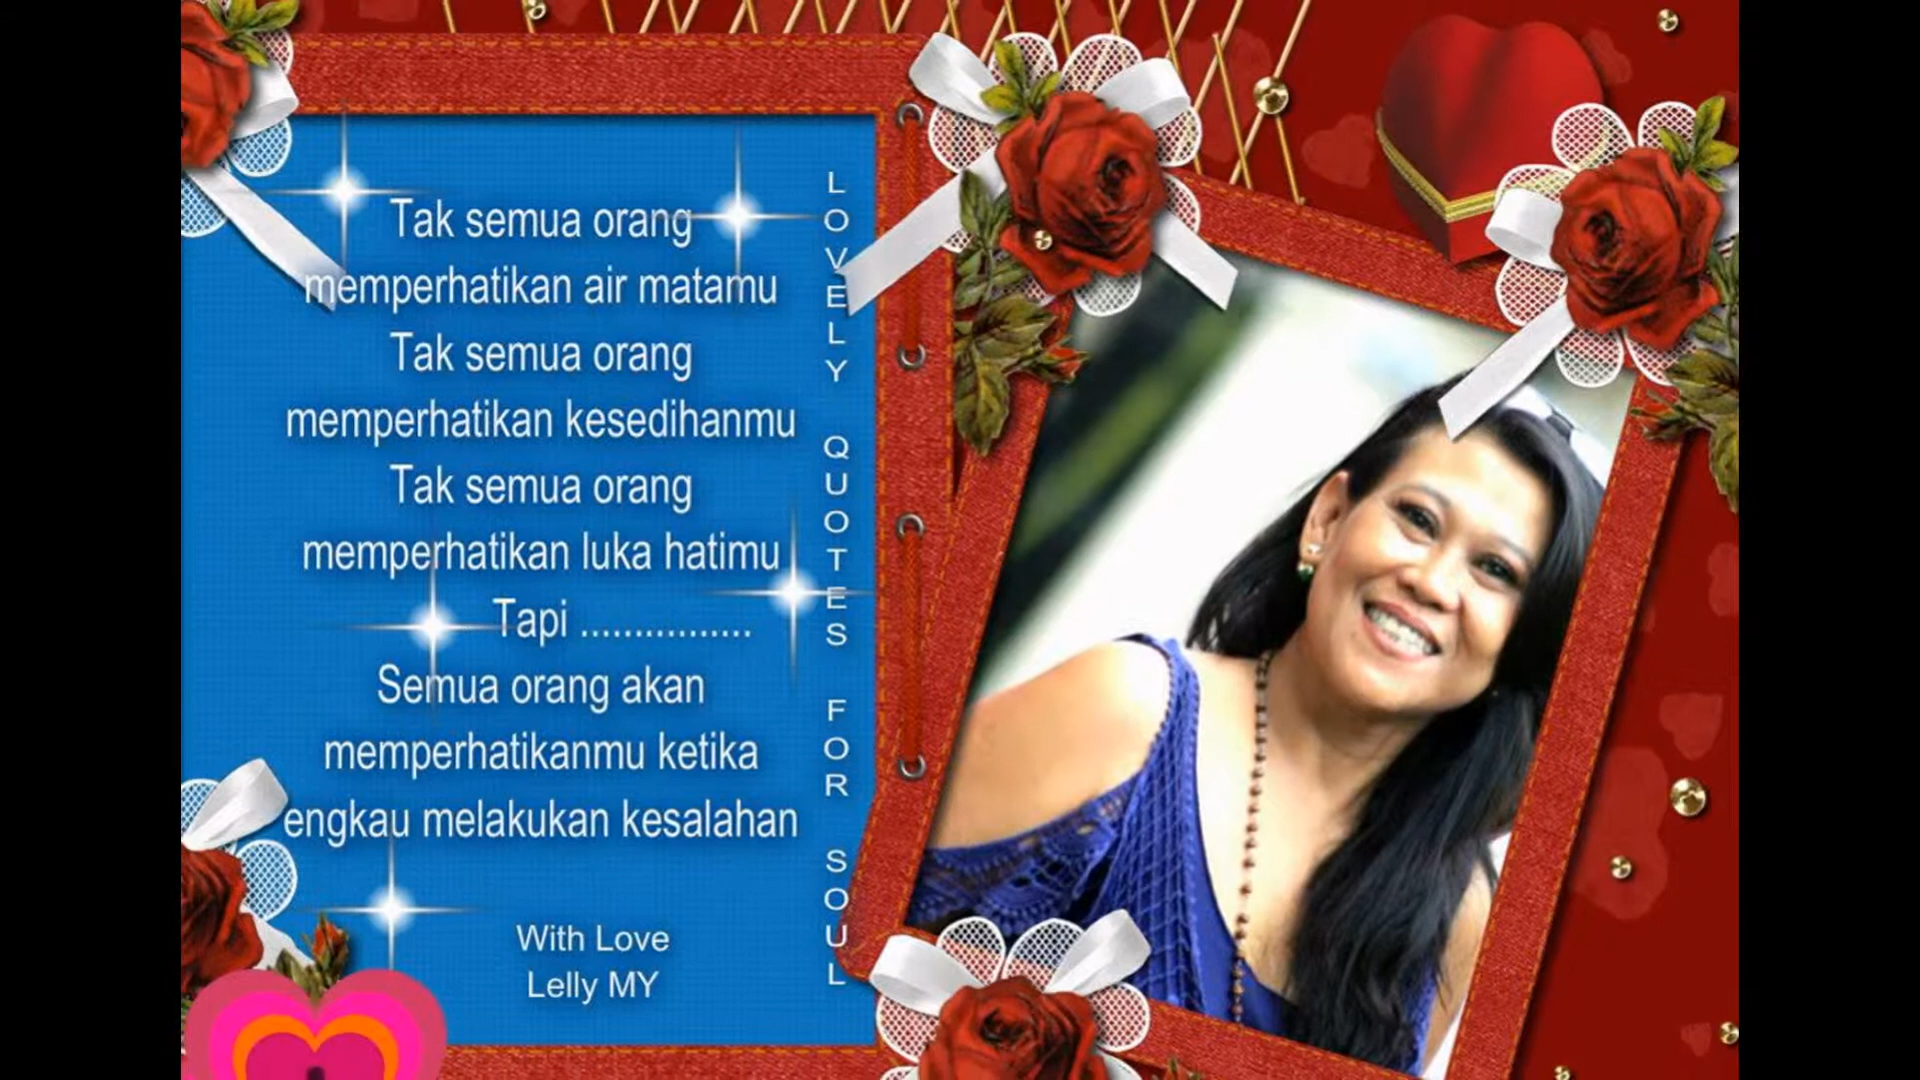 Tak semua orang
memperhatikan air matamu
Tak semua orang
memperhatikan kesedihanmu
Tak semua orang
memperhatikan luka hatimu
Tapi ................
Semua orang akan
memperhatikanmu ketika
engkau melakukan kesalahan
With Love
Lelly MY
LOVELY QUOTES FOR SOUL